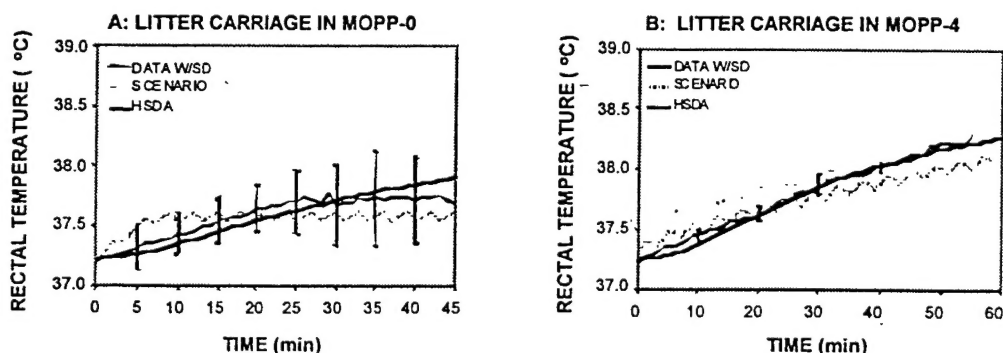 A: LITTER CARRIAGE IN MOPP-0
RECTAL TEMPERATURE ( °C)
39.0
38.5
38.0
37.5
37.0
DATA W/SD
SCENARIO
HSDA
0 5 10 15 20 25 30 35 40 45
TIME (min)
B: LITTER CARRIAGE IN MOPP-4
RECTAL TEMPERATURE ( °C)
39.0
38.5
38.0
37.5
37.0
DATA W/SD
SCENARIO
HSDA
0 10 20 30 40 50 60
TIME (min)